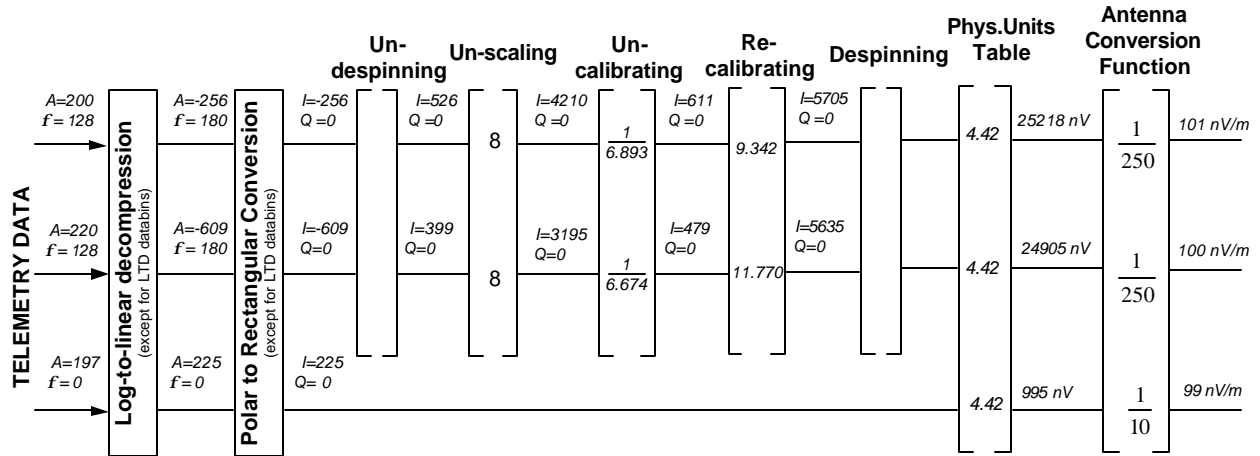 Un-
despinning
Un-scaling
Un-
calibrating
Re-
calibrating
Despinning
Phys.Units
Table
Antenna
Conversion
Function
TELEMETRY DATA
Log-to-linear decompression
(except for LTD databins)
Polar to Rectangular Conversion
(except for LTD databins)
A=200
f = 128
A=-256
f = 180
I=-256
Q =0
I=526
Q =0
8
I=4210
Q =0
1
6.893
I=611
Q =0
9.342
I=5705
Q =0
4.42
25218 nV
1
250
101 nV/m
A=220
f = 128
A=-609
f = 180
I=-609
Q=0
I=399
Q=0
8
I=3195
Q=0
1
6.674
I=479
Q=0
11.770
I=5635
Q=0
4.42
24905 nV
1
250
100 nV/m
A=197
f = 0
A=225
f = 0
I=225
Q= 0
4.42
995 nV
1
10
99 nV/m